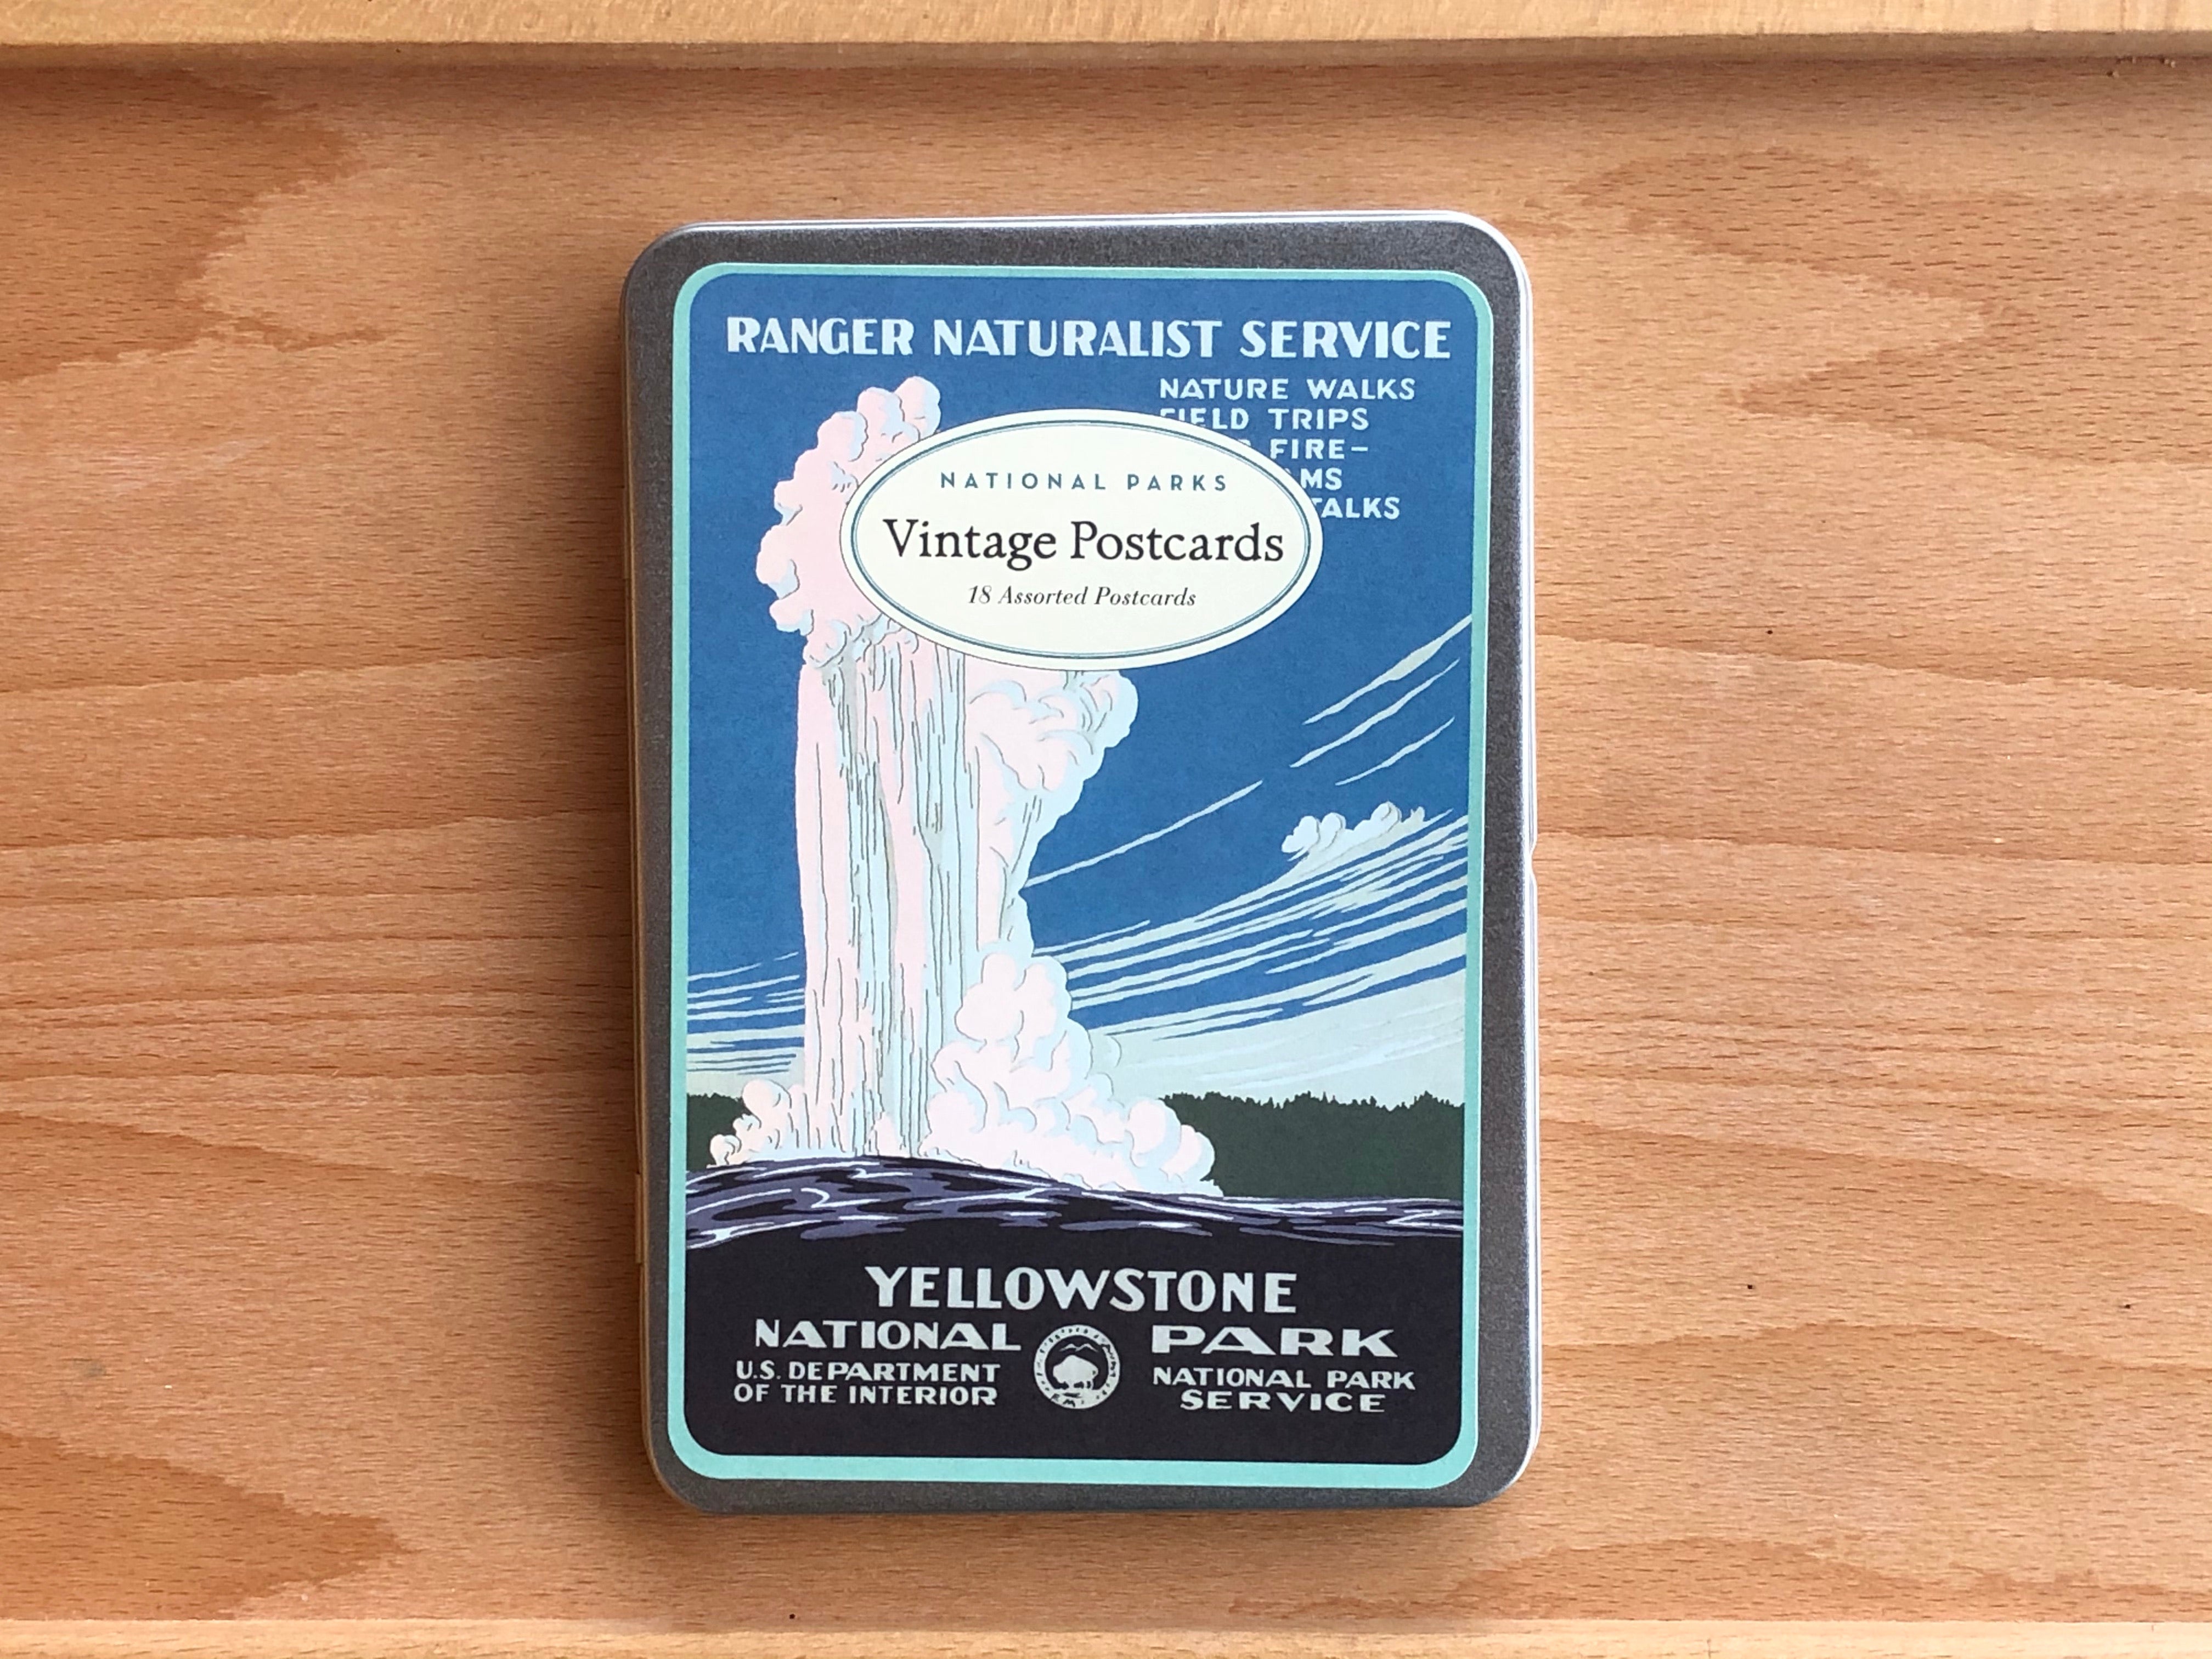 RANGER NATURALIST SERVICE
NATURE WALKS
FIELD TRIPS
FIRE-
TALKS
NATIONAL PARKS
Vintage Postcards
18 Assorted Postcards
YELLOWSTONE
NATIONAL PARK
U.S. DEPARTMENT
OF THE INTERIOR
NATIONAL PARK
SERVICE